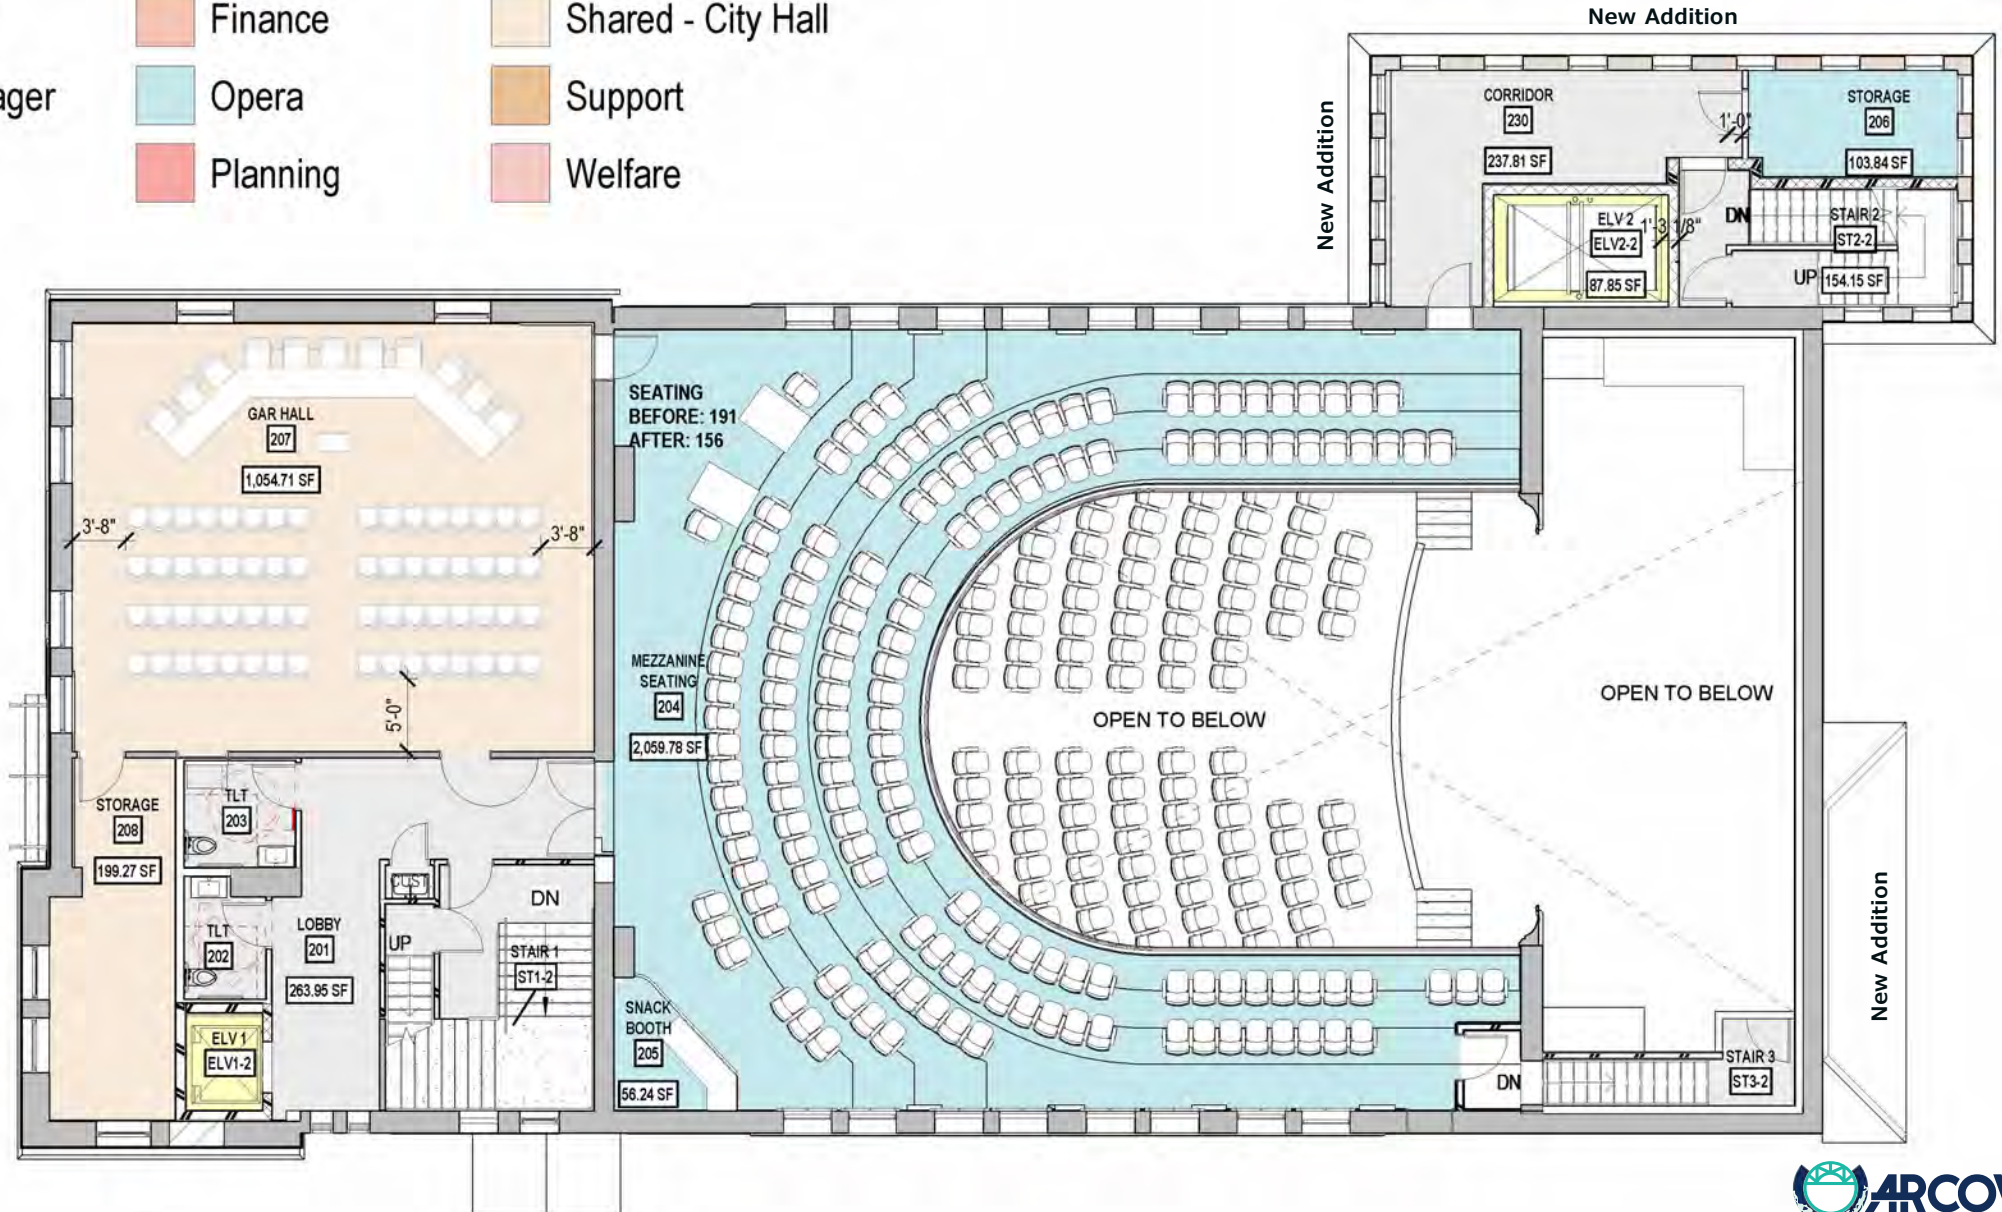 New Addition
Finance
Shared - City Hall
ager
Opera
Support
Planning
Welfare
New Addition
CORRIDOR
230
237.81 SF
1'-0"
STORAGE
206
103.84 SF
ELV 2
ELV2-2
87.85 SF
1'-3 1/8"
DN
STAIR 2
ST2-2
UP
154.15 SF
GAR HALL
207
1,054.71 SF
3'-8"
3'-8"
5'-0"
SEATING
BEFORE: 191
AFTER: 156
MEZZANINE
SEATING
204
2,059.78 SF
OPEN TO BELOW
OPEN TO BELOW
STORAGE
208
199.27 SF
TLT
203
TLT
202
LOBBY
201
263.95 SF
CUST
UP
DN
STAIR 1
ST1-2
ELV 1
ELV1-2
SNACK
BOOTH
205
56.24 SF
DN
STAIR 3
ST3-2
New Addition
ARCOV